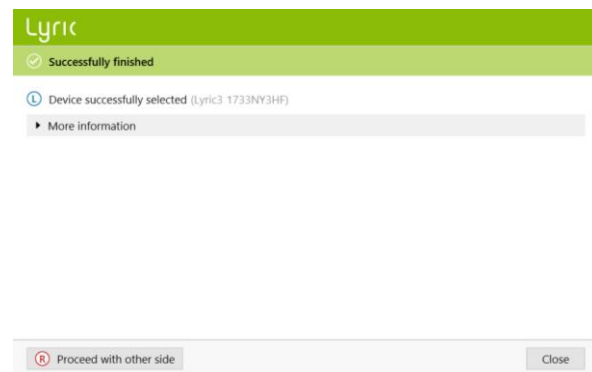 Lyric
Successfully finished
L Device successfully selected (Lyric3 1733NY3HF)
More information
R Proceed with other side
Close